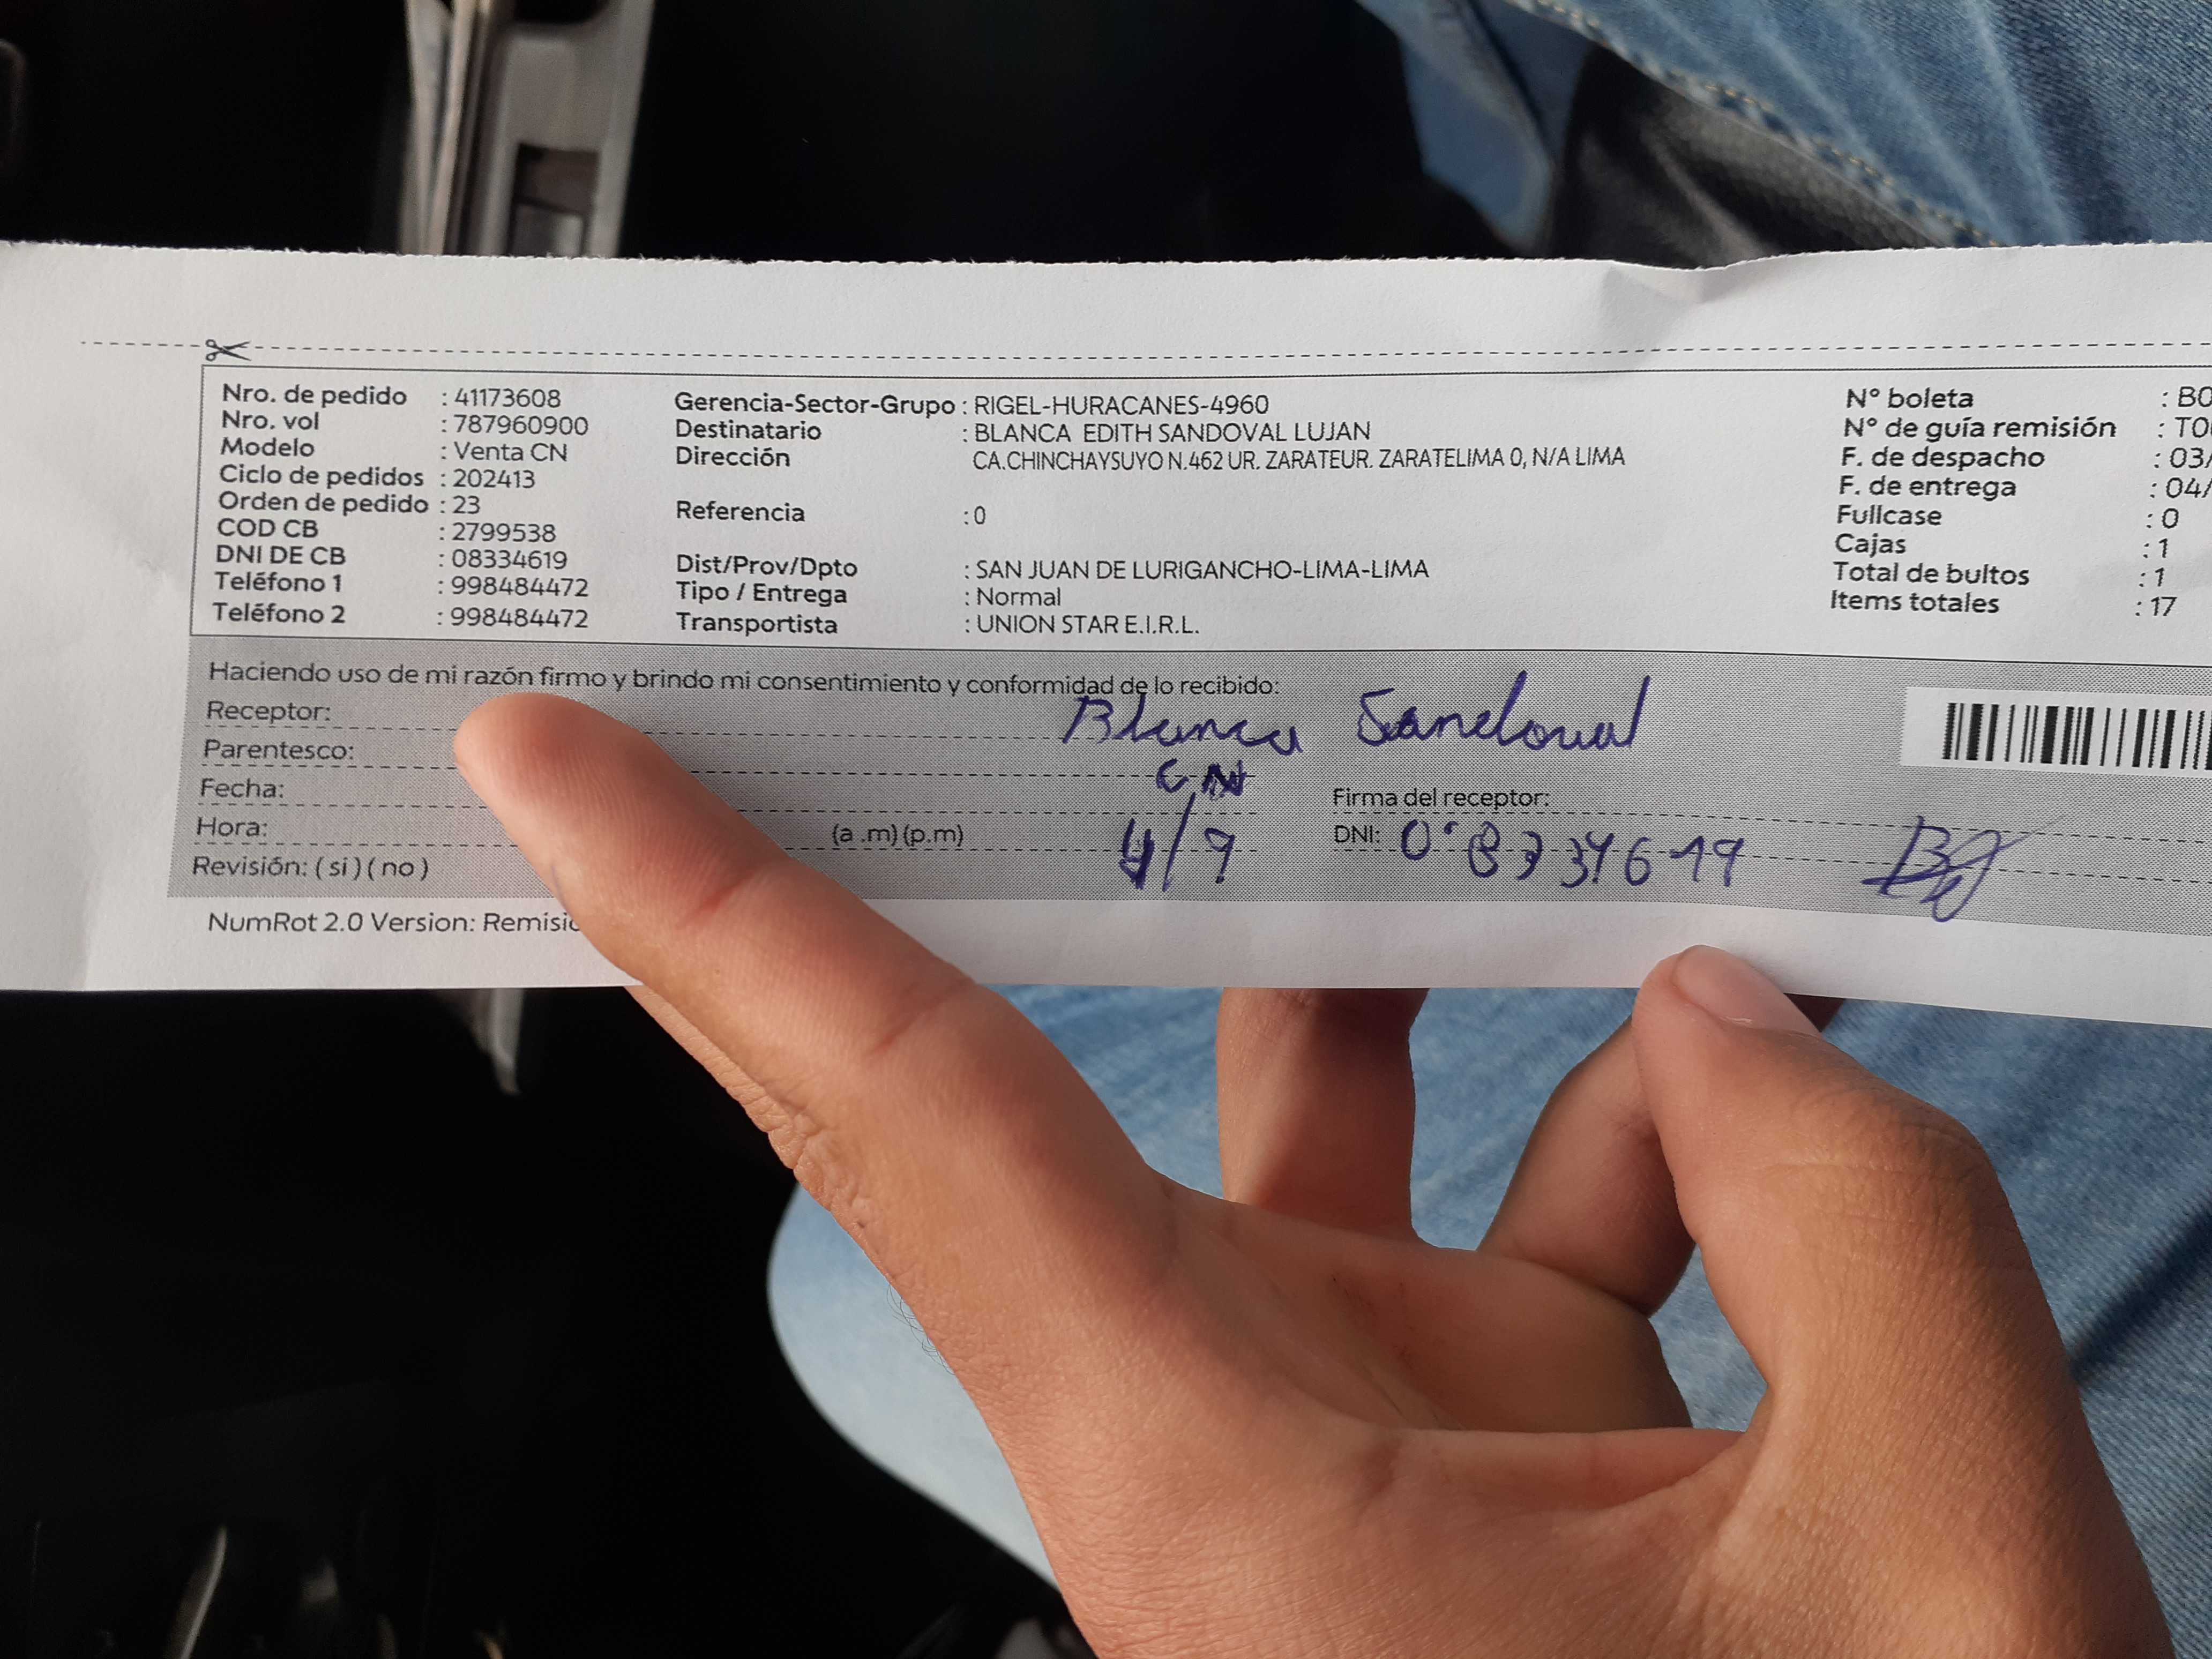 Nro. de pedido : 41173608
Nro. vol : 787960900
Modelo : Venta CN
Ciclo de pedidos : 202413
Orden de pedido : 23
COD CB : 2799538
DNI DE CB : 08334619
Teléfono 1 : 998484472
Teléfono 2 : 998484472
Gerencia-Sector-Grupo : RIGEL-HURACANES-4960
Destinatario : BLANCA EDITH SANDOVAL LUJAN
Dirección CA.CHINCHAYSUYO N.462 UR. ZARATEUR. ZARATELIMA 0, N/A LIMA
Referencia : 0
Dist/Prov/Dpto : SAN JUAN DE LURIGANCHO-LIMA-LIMA
Tipo / Entrega : Normal
Transportista : UNION STAR E.I.R.L.
N° boleta : B0
N° de guía remisión : T0
F. de despacho : 03/
F. de entrega : 04/
Fullcase : 0
Cajas : 1
Total de bultos : 1
Items totales : 17
Haciendo uso de mi razón firmo y brindo mi consentimiento y conformidad de lo recibido:
Receptor: Blanca Sandoval
Parentesco: CN
Fecha: 4/9
Hora: (a .m) (p.m)
Revisión: ( si ) ( no )
Firma del receptor:
DNI:
NumRot 2.0 Version: